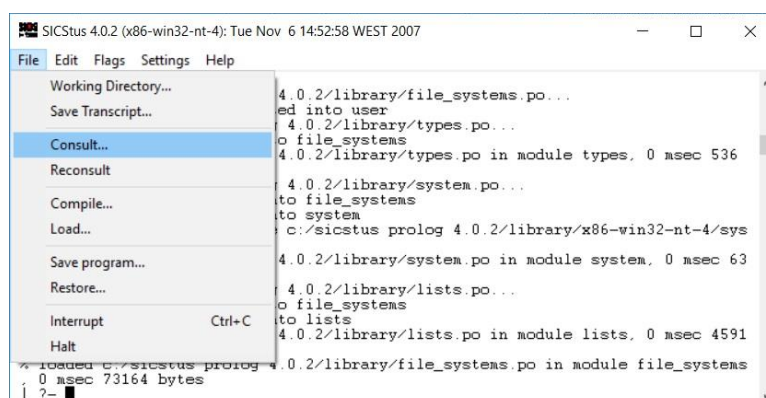 SICStus 4.0.2 (x86-win32-nt-4): Tue Nov 6 14:52:58 WEST 2007
File Edit Flags Settings Help
Working Directory...
Save Transcript...
Consult...
Reconsult
Compile...
Load...
Save program...
Restore...
Interrupt Ctrl+C
Halt
4.0.2/library/file_systems.po...
ed into user
4.0.2/library/types.po...
o file_systems
4.0.2/library/types.po in module types, 0 msec 536
4.0.2/library/system.po...
to file_systems
to system
c:/sicstus prolog 4.0.2/library/x86-win32-nt-4/sys
4.0.2/library/system.po in module system, 0 msec 63
4.0.2/library/lists.po...
o file_systems
to lists
4.0.2/library/lists.po in module lists, 0 msec 4591
% loaded c:/sicstus prolog 4.0.2/library/file_systems.po in module file_systems
, 0 msec 73164 bytes
| ?-